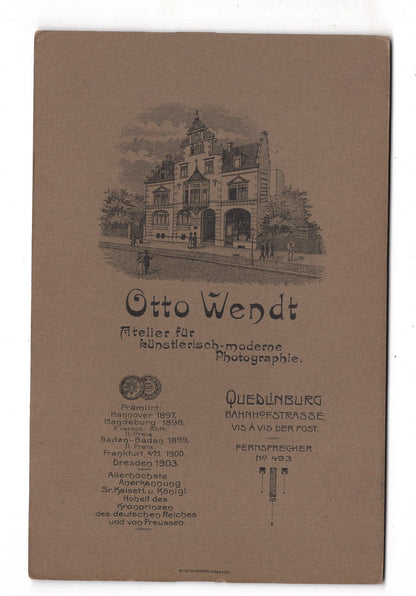 Otto Wendt
Atelier für
künstlerisch-moderne
Photographie.
Prämiirt:
Hannover 1897,
Magdeburg 1898,
II. Preis
Baden-Baden 1899,
II. Preis
Frankfurt a/M. 1900.
Dresden 1903.
Allerhöchste
Anerkennung
Sr. Kaiserl. u. Königl.
Hoheit des
Kronprinzen
des deutschen Reiches
und von Preussen.
QUEDLINBURG
BAHNHOFSTRASSE,
VIS À VIS DER POST.
FERNSPRECHER
No 493.